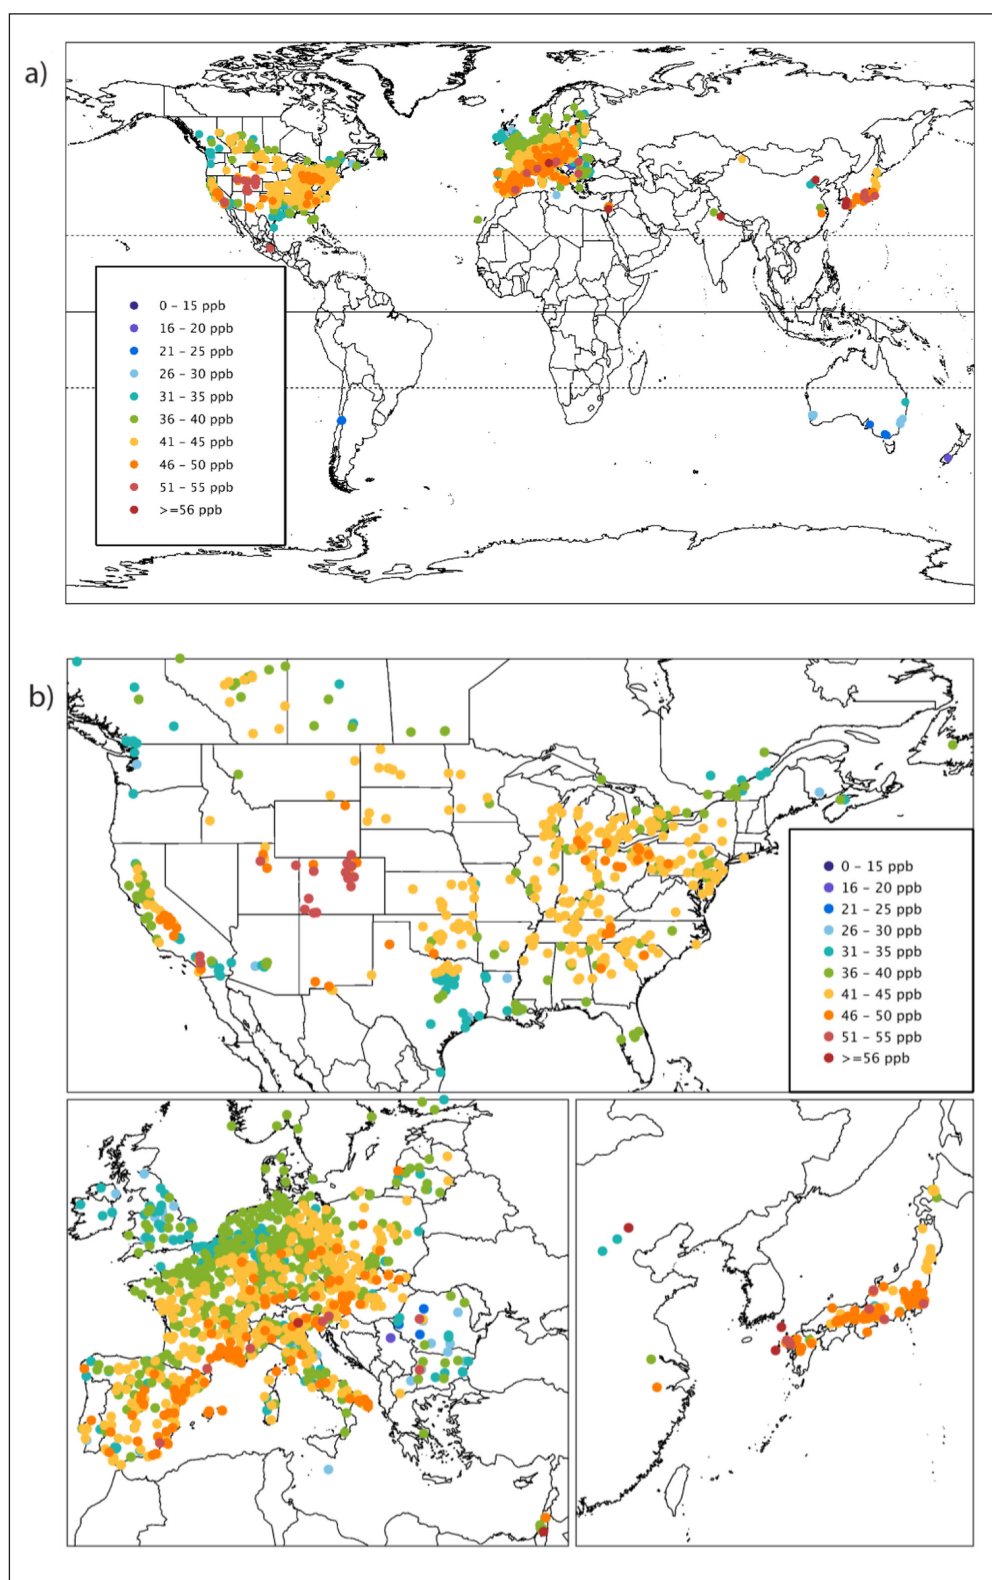 a)
0 – 15 ppb
16 – 20 ppb
21 – 25 ppb
26 – 30 ppb
31 – 35 ppb
36 – 40 ppb
41 – 45 ppb
46 – 50 ppb
51 – 55 ppb
>=56 ppb
b)
0 – 15 ppb
16 – 20 ppb
21 – 25 ppb
26 – 30 ppb
31 – 35 ppb
36 – 40 ppb
41 – 45 ppb
46 – 50 ppb
51 – 55 ppb
>=56 ppb